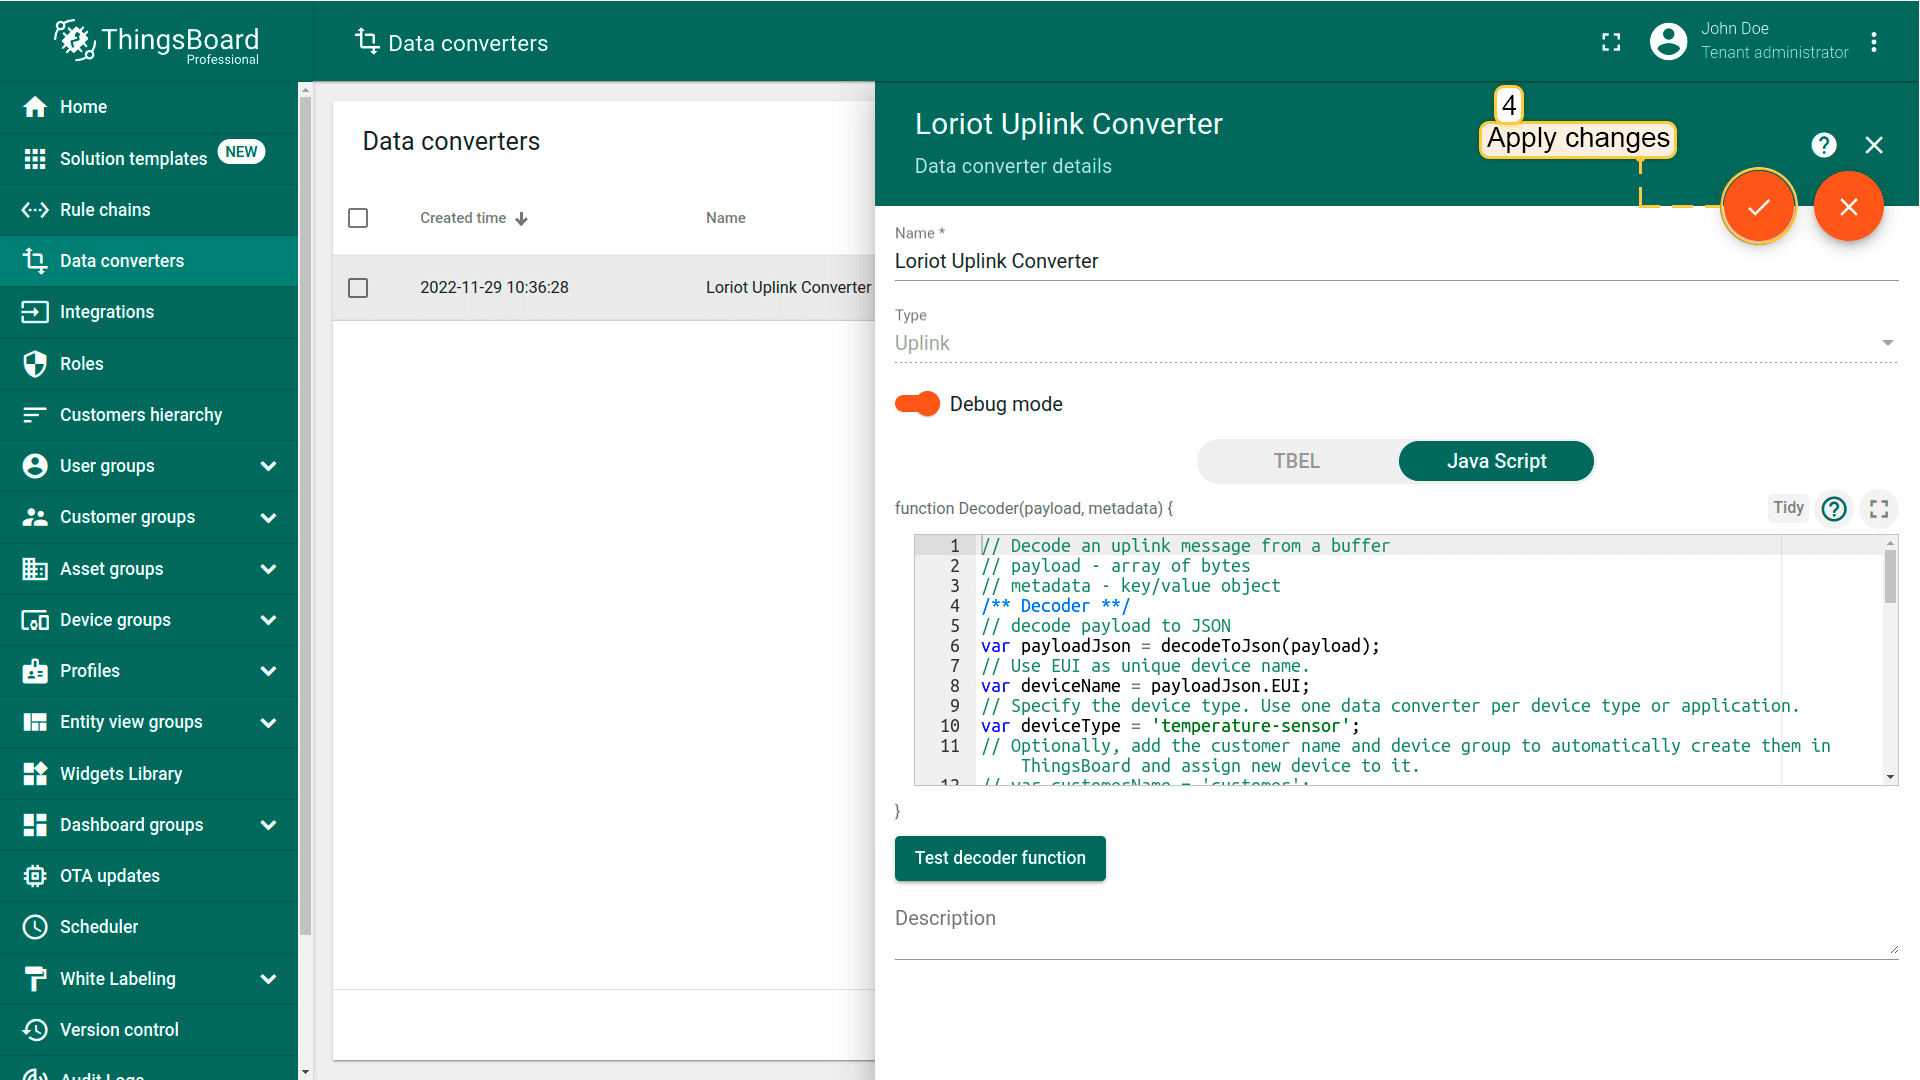 ThingsBoard
Professional
Data converters
John Doe
Tenant administrator
Home
Solution templates NEW
Rule chains
Data converters
Integrations
Roles
Customers hierarchy
User groups
Customer groups
Asset groups
Device groups
Profiles
Entity view groups
Widgets Library
Dashboard groups
OTA updates
Scheduler
White Labeling
Version control
Audit Logs
Data converters
Created time Name
2022-11-29 10:36:28 Loriot Uplink Converter
Loriot Uplink Converter
Data converter details
4
Apply changes
Name *
Loriot Uplink Converter
Type
Uplink
Debug mode
TBEL Java Script
function Decoder(payload, metadata) {
Tidy
1 // Decode an uplink message from a buffer
2 // payload - array of bytes
3 // metadata - key/value object
4 /** Decoder **/
5 // decode payload to JSON
6 var payloadJson = decodeToJson(payload);
7 // Use EUI as unique device name.
8 var deviceName = payloadJson.EUI;
9 // Specify the device type. Use one data converter per device type or application.
10 var deviceType = 'temperature-sensor';
11 // Optionally, add the customer name and device group to automatically create them in
ThingsBoard and assign new device to it.
12 // var customerName = 'customer';
}
Test decoder function
Description